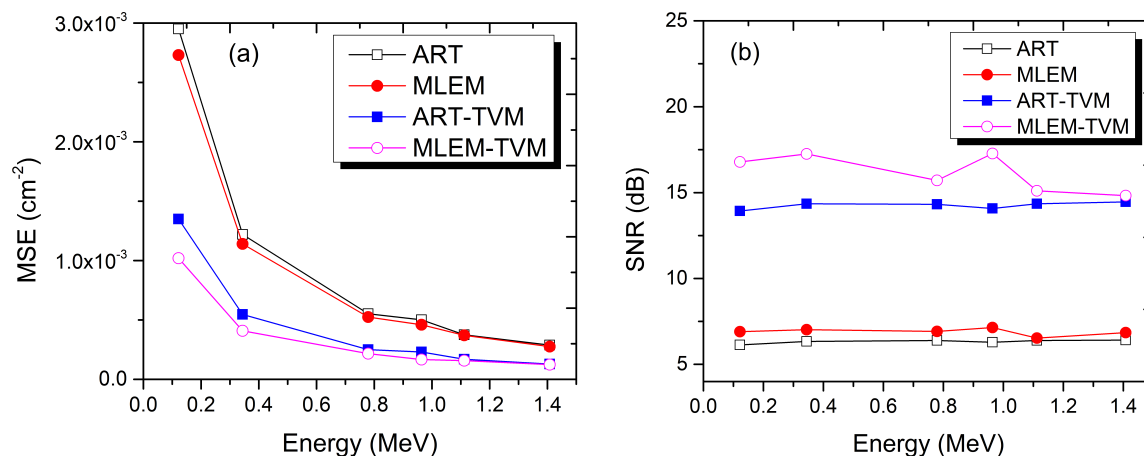 (a)
ART
MLEM
ART-TVM
MLEM-TVM
3.0x10⁻³
2.0x10⁻³
1.0x10⁻³
0.0
MSE (cm⁻²)
0.0 0.2 0.4 0.6 0.8 1.0 1.2 1.4
Energy (MeV)
(b)
ART
MLEM
ART-TVM
MLEM-TVM
25
20
15
10
5
SNR (dB)
0.0 0.2 0.4 0.6 0.8 1.0 1.2 1.4
Energy (MeV)